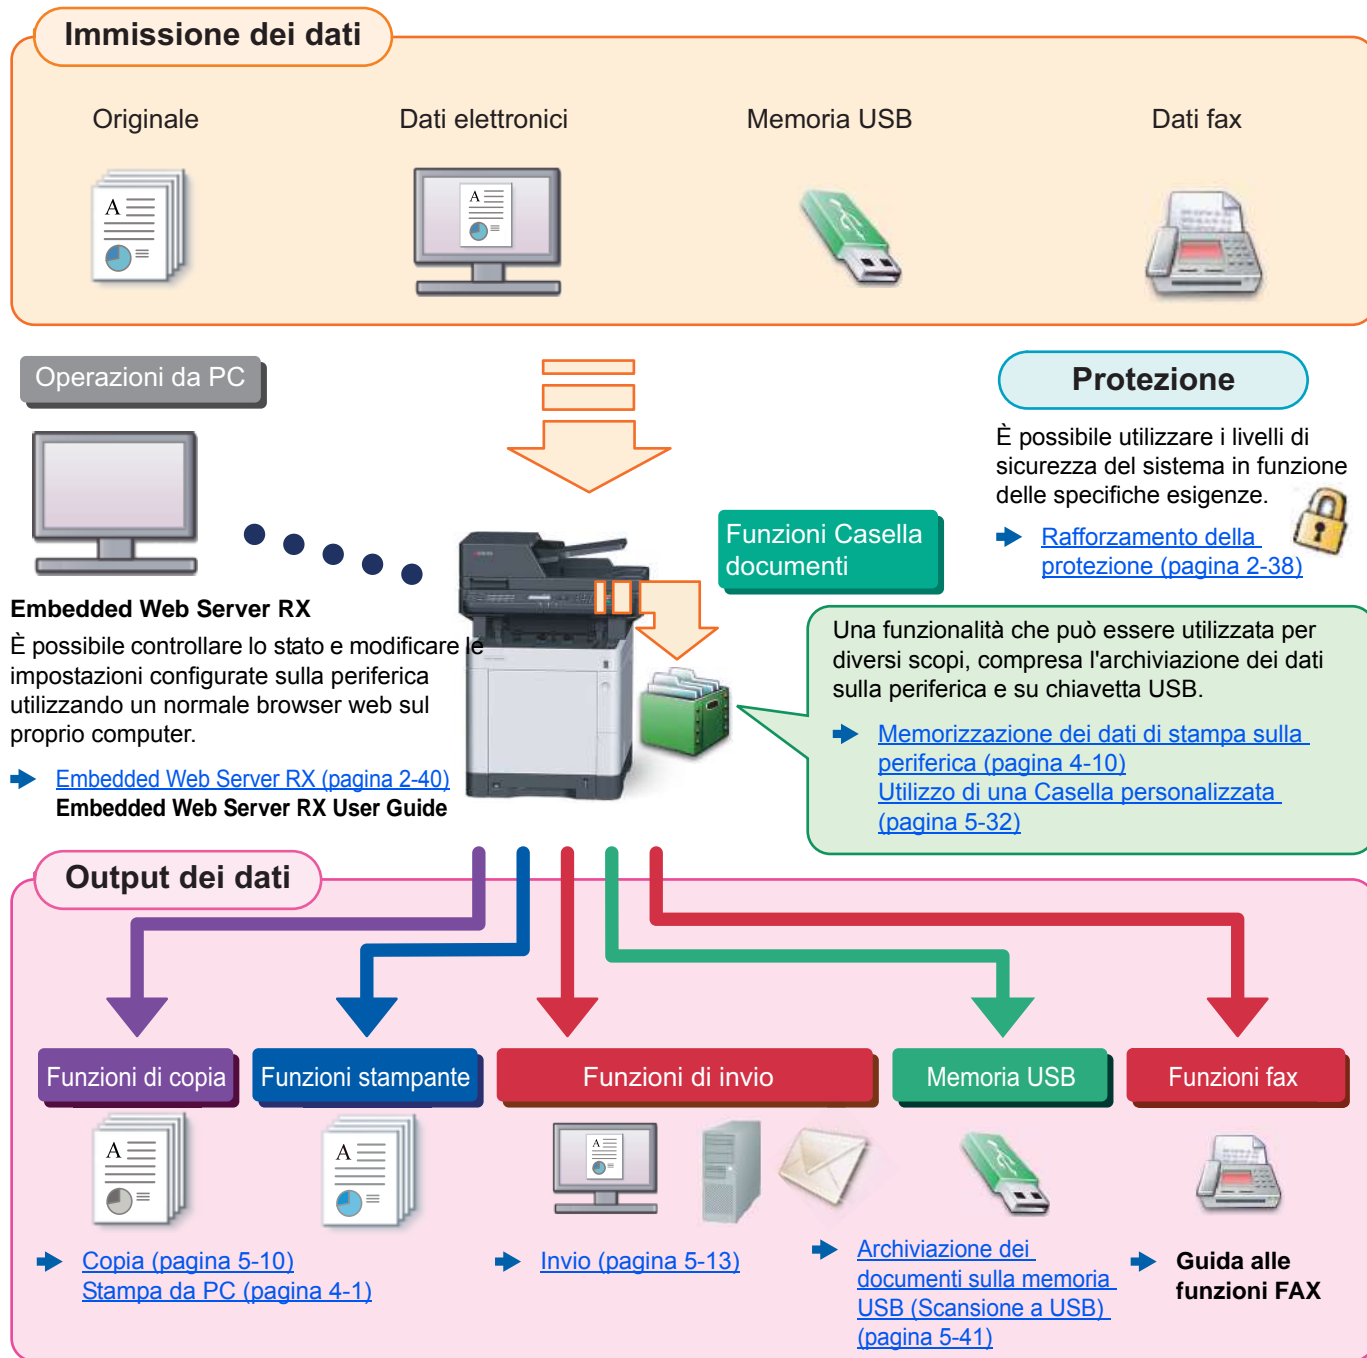 Immissione dei dati
Originale
Dati elettronici
Memoria USB
Dati fax
Operazioni da PC
Protezione
È possibile utilizzare i livelli di
sicurezza del sistema in funzione
delle specifiche esigenze.
Rafforzamento della
protezione (pagina 2-38)
Funzioni Casella
documenti
Embedded Web Server RX
È possibile controllare lo stato e modificare le
impostazioni configurate sulla periferica
utilizzando un normale browser web sul
proprio computer.
Embedded Web Server RX (pagina 2-40)
Embedded Web Server RX User Guide
Una funzionalità che può essere utilizzata per
diversi scopi, compresa l'archiviazione dei dati
sulla periferica e su chiavetta USB.
Memorizzazione dei dati di stampa sulla
periferica (pagina 4-10)
Utilizzo di una Casella personalizzata
(pagina 5-32)
Output dei dati
Funzioni di copia
Funzioni stampante
Funzioni di invio
Memoria USB
Funzioni fax
Copia (pagina 5-10)
Stampa da PC (pagina 4-1)
Invio (pagina 5-13)
Archiviazione dei
documenti sulla memoria
USB (Scansione a USB)
(pagina 5-41)
Guida alle
funzioni FAX
A
A
A
A
A